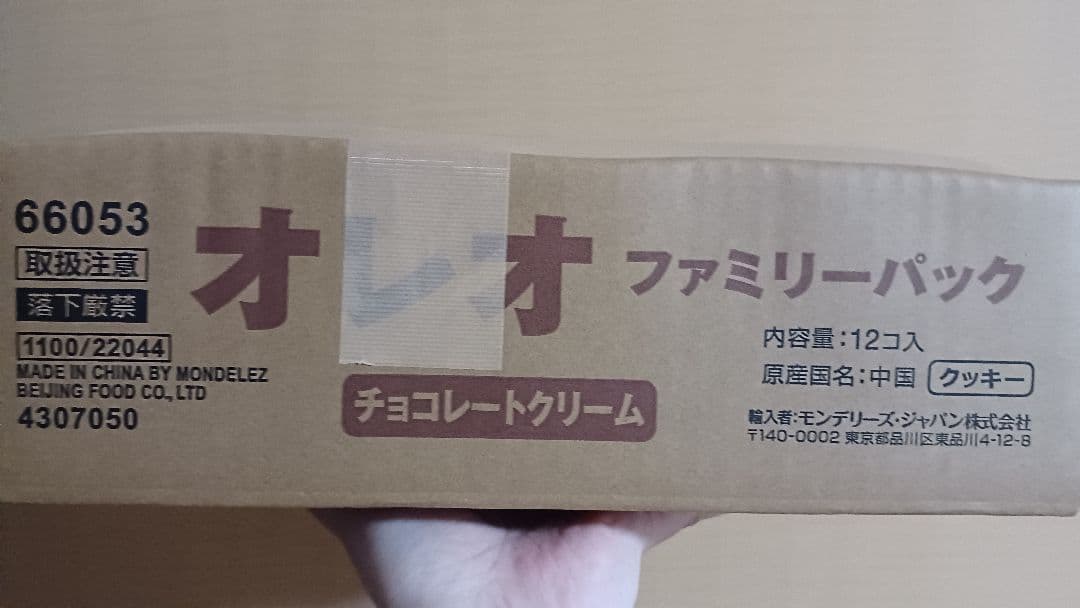 66053
取扱注意
落下厳禁
1100/22044
MADE IN CHINA BY MONDELEZ
BEIJING FOOD CO., LTD
4307050
オレオ ファミリーパック
チョコレートクリーム
内容量:12コ入
原産国名:中国 クッキー
輸入者:モンデリーズ・ジャパン株式会社
〒140-0002 東京都品川区東品川4-12-8